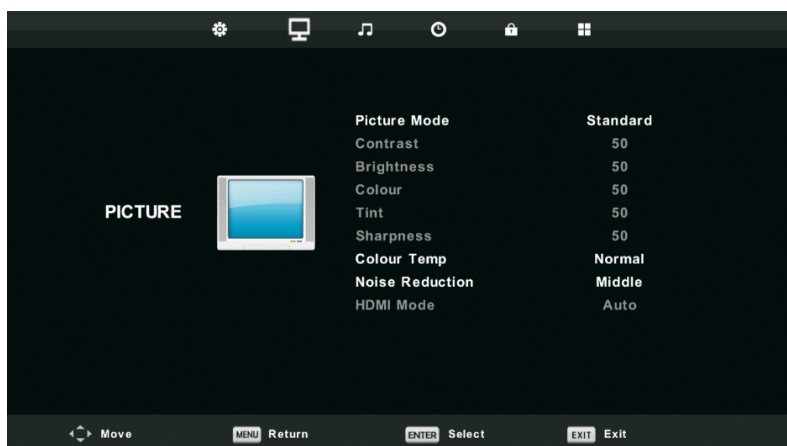 PICTURE
Picture Mode Standard
Contrast 50
Brightness 50
Colour 50
Tint 50
Sharpness 50
Colour Temp Normal
Noise Reduction Middle
HDMI Mode Auto
Move MENU Return ENTER Select EXIT Exit